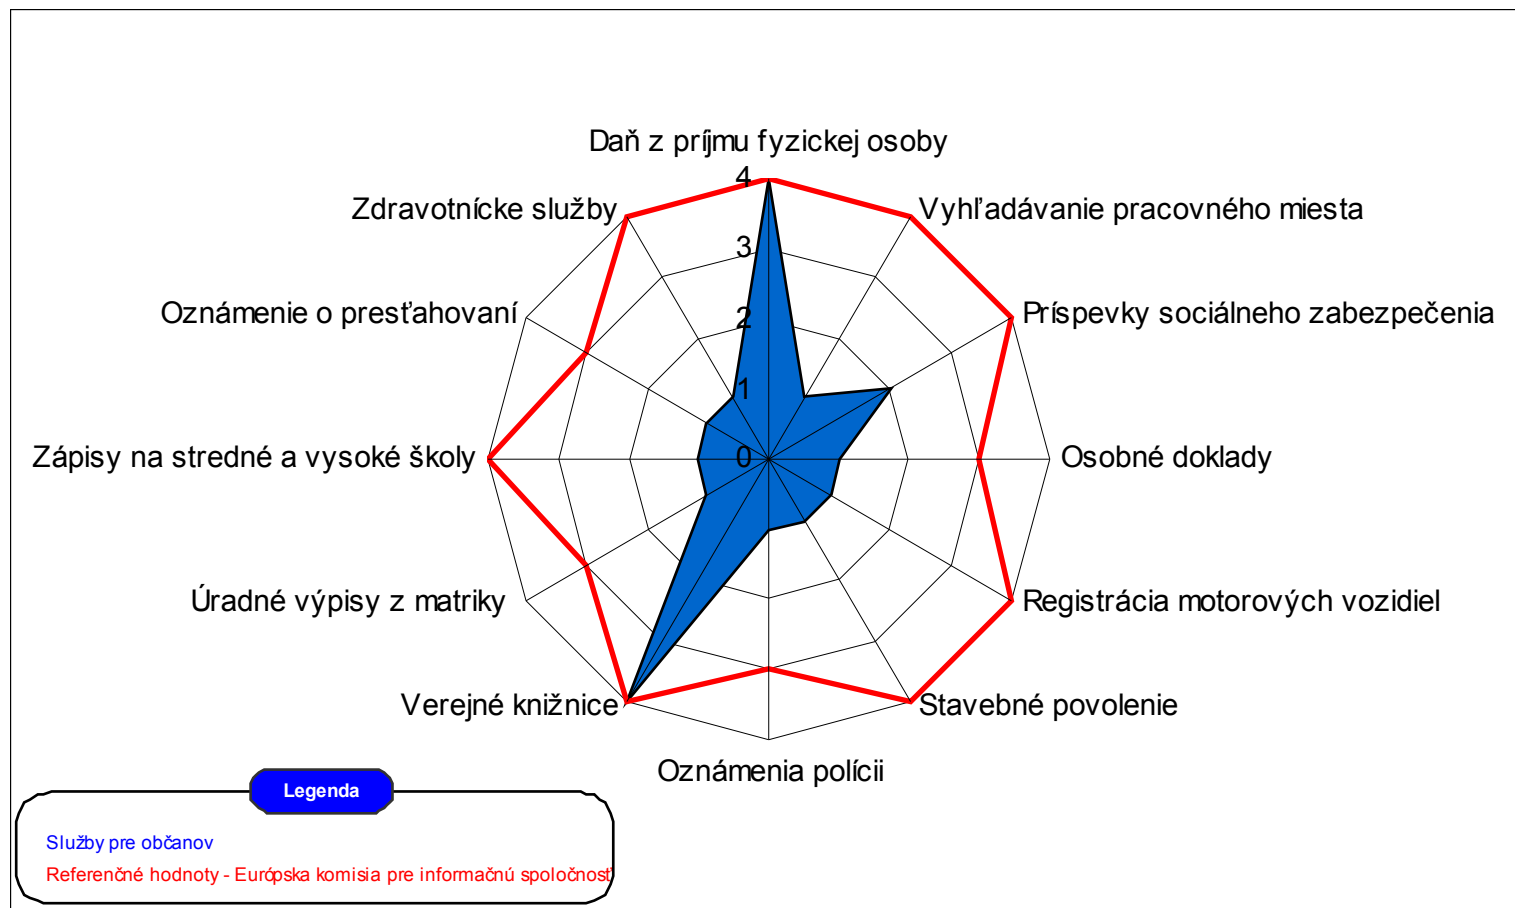 Daň z príjmu fyzickej osoby
4
Zdravotnícke služby
Vyhľadávanie pracovného miesta
3
Oznámenie o presťahovaní
2
Príspevky sociálneho zabezpečenia
1
Zápisy na stredné a vysoké školy
0
Osobné doklady
Úradné výpisy z matriky
Registrácia motorových vozidiel
Verejné knižnice
Stavebné povolenie
Oznámenia polícii
Legenda
Služby pre občanov
Referenčné hodnoty - Európska komisia pre informačnú spoločnosť